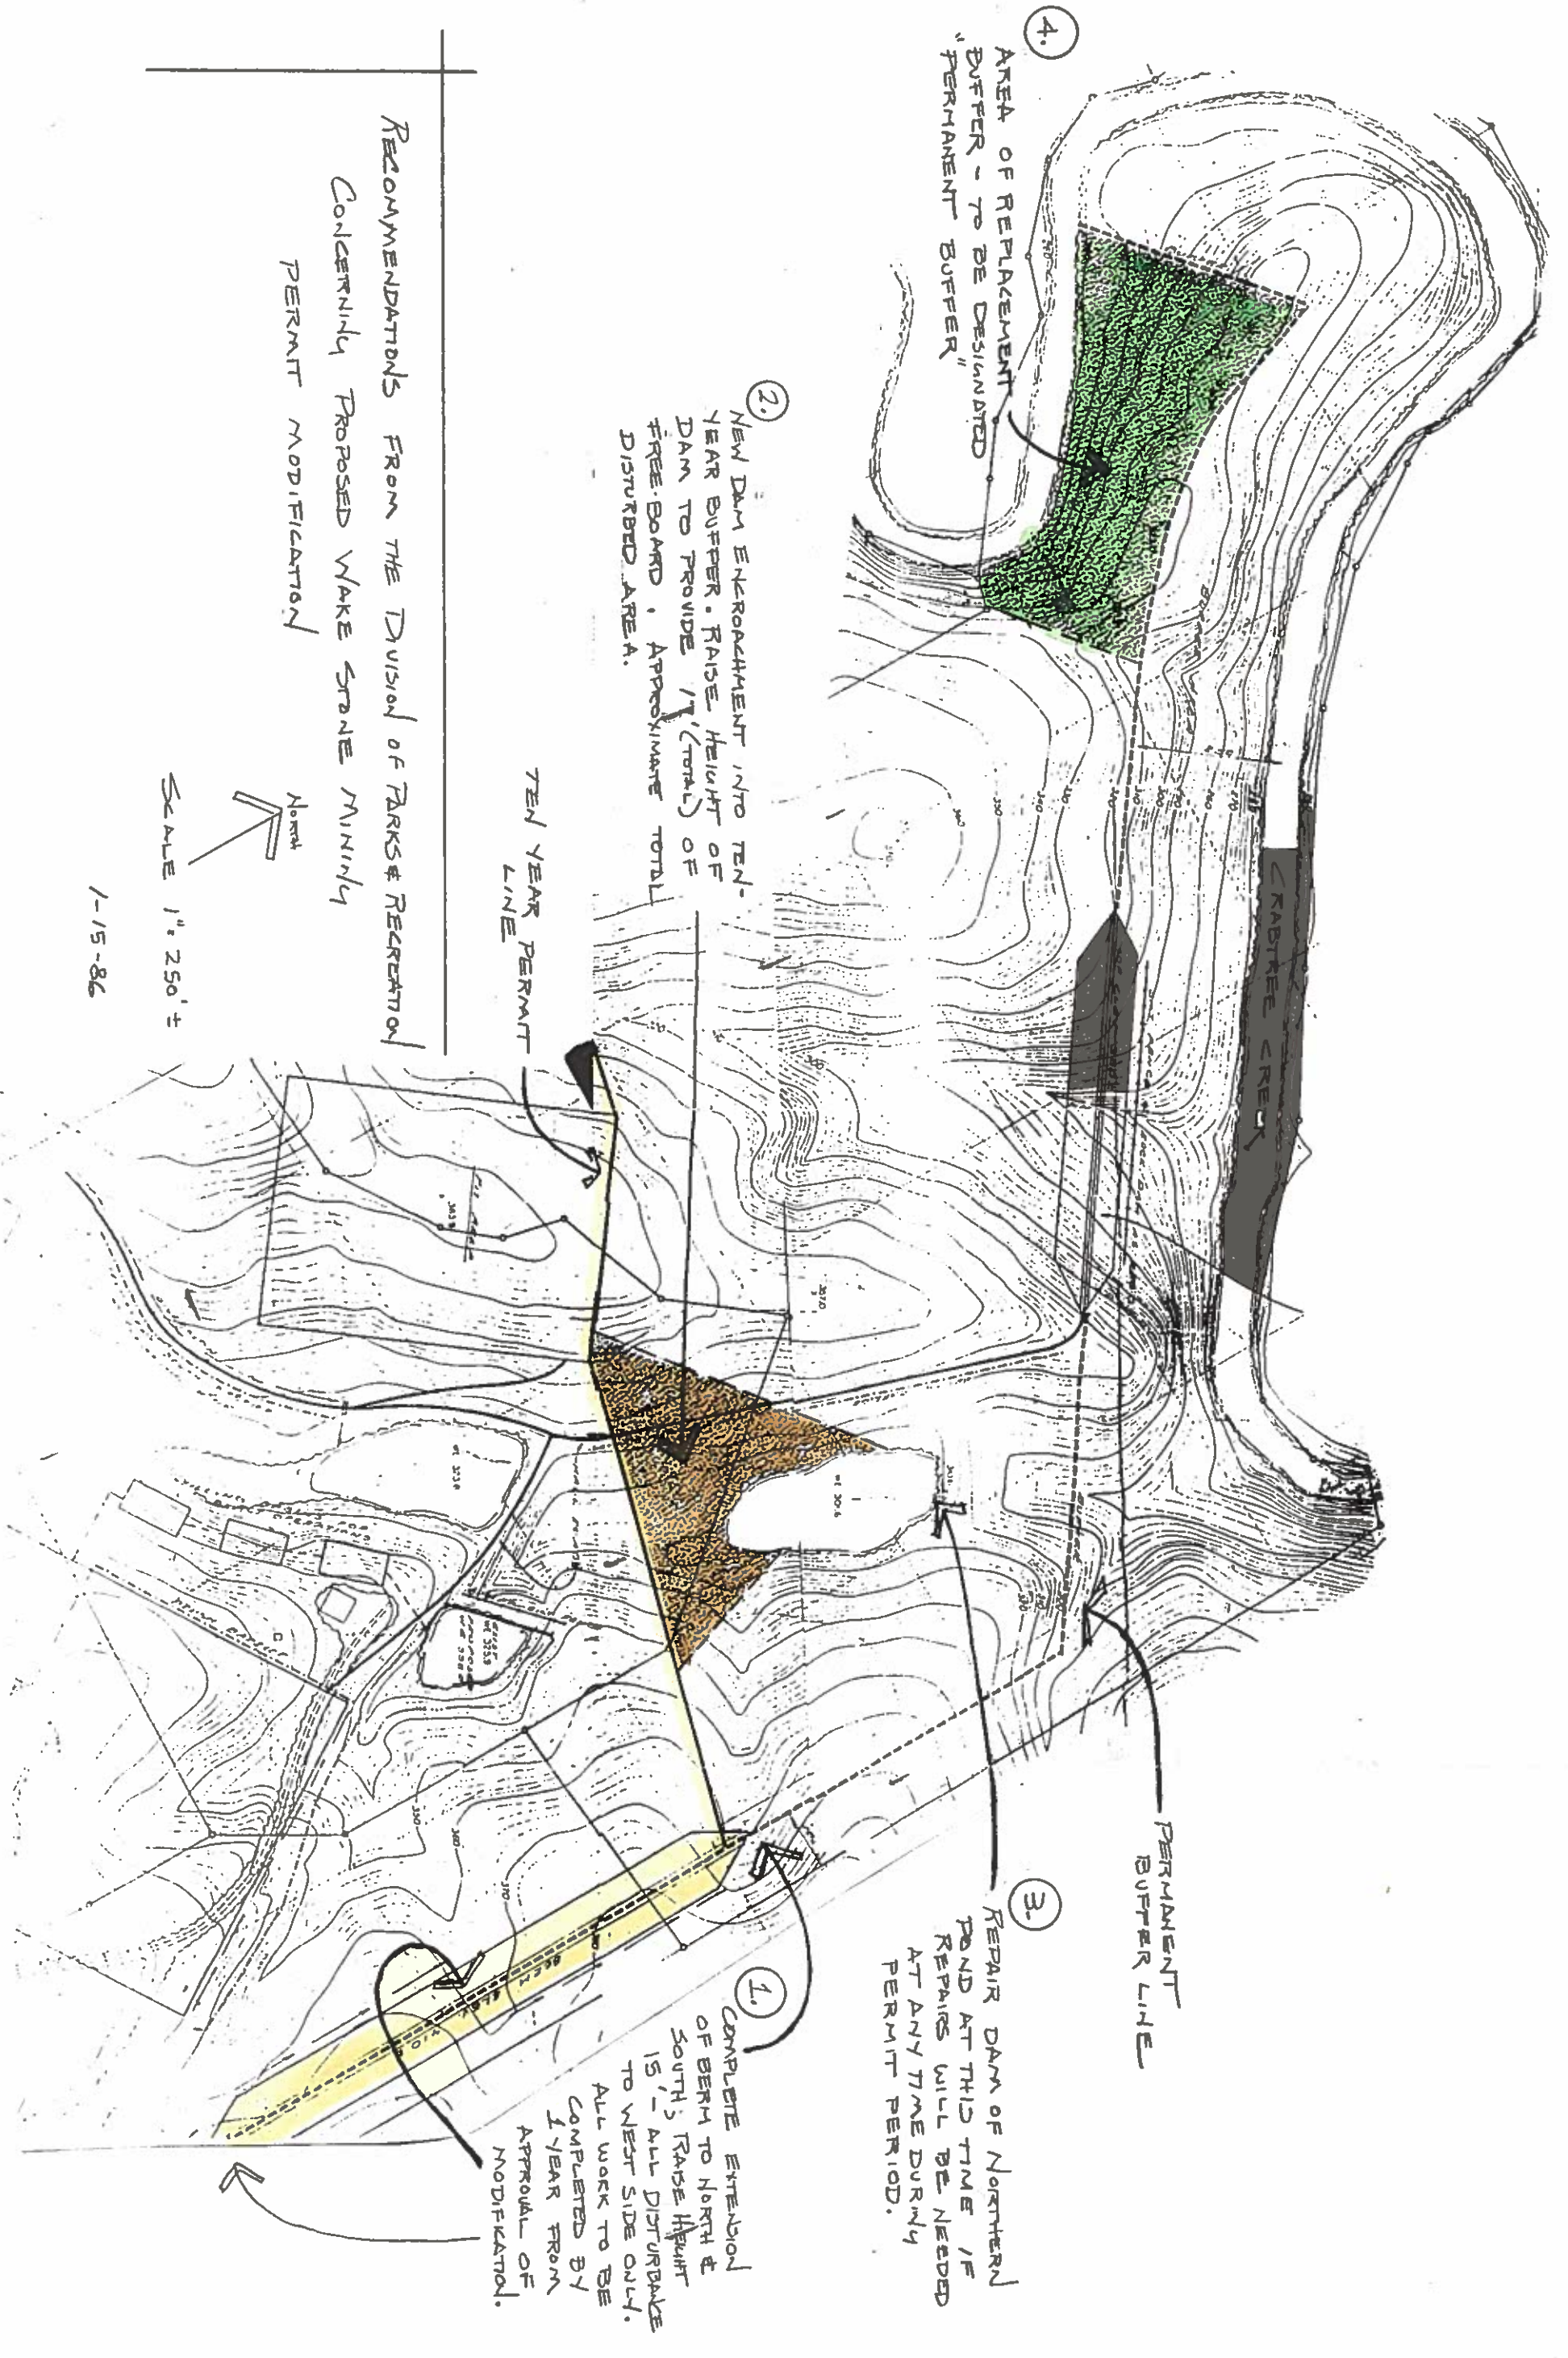 4.
AREA OF REPLACEMENT
BUFFER - TO BE DESIGNATED
"PERMANENT BUFFER"
2.
NEW DAM ENCROACHMENT INTO TEN-
YEAR BUFFER. RAISE HEIGHT OF
DAM TO PROVIDE (TOTAL) OF
FREE-BOARD. APPROXIMATE TOTAL
DISTURBED AREA.
TEN YEAR PERMIT
LINE
RECOMMENDATIONS FROM THE DIVISION OF PARKS & RECREATION
CONCERNING PROPOSED WAKE STONE MINING
PERMIT MODIFICATION
NORTH
SCALE 1": 250' ±
1-15-86
CRABTREE CREEK
PERMANENT
BUFFER LINE
3.
REPAIR DAM OF NORTHERN
POND AT THIS TIME IF
REPAIRS WILL BE NEEDED
AT ANY TIME DURING
PERMIT PERIOD.
1.
COMPLETE EXTENSION
OF BERM TO NORTH &
SOUTH; RAISE HEIGHT
15' - ALL DISTURBANCE
TO WEST SIDE ONLY.
ALL WORK TO BE
COMPLETED BY
1 YEAR FROM
APPROVAL OF
MODIFICATION.